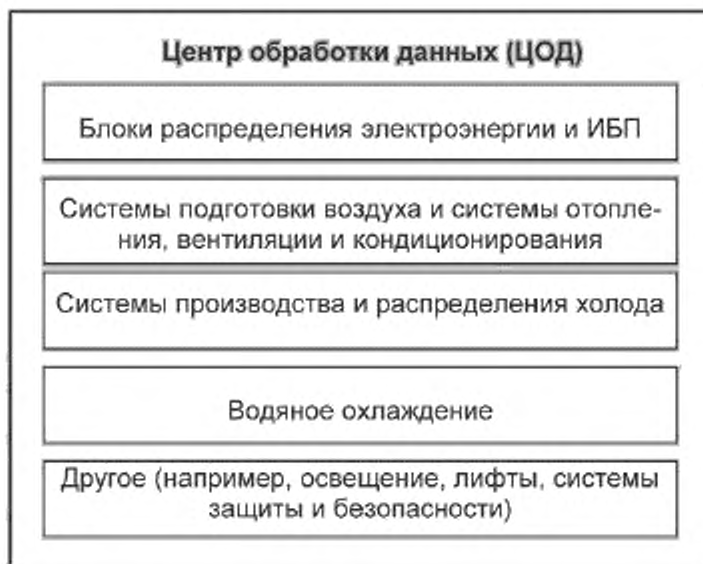 Центр обработки данных (ЦОД)
Блоки распределения электроэнергии и ИБП
Системы подготовки воздуха и системы отопле-
ния, вентиляции и кондиционирования
Системы производства и распределения холода
Водяное охлаждение
Другое (например, освещение, лифты, системы
защиты и безопасности)